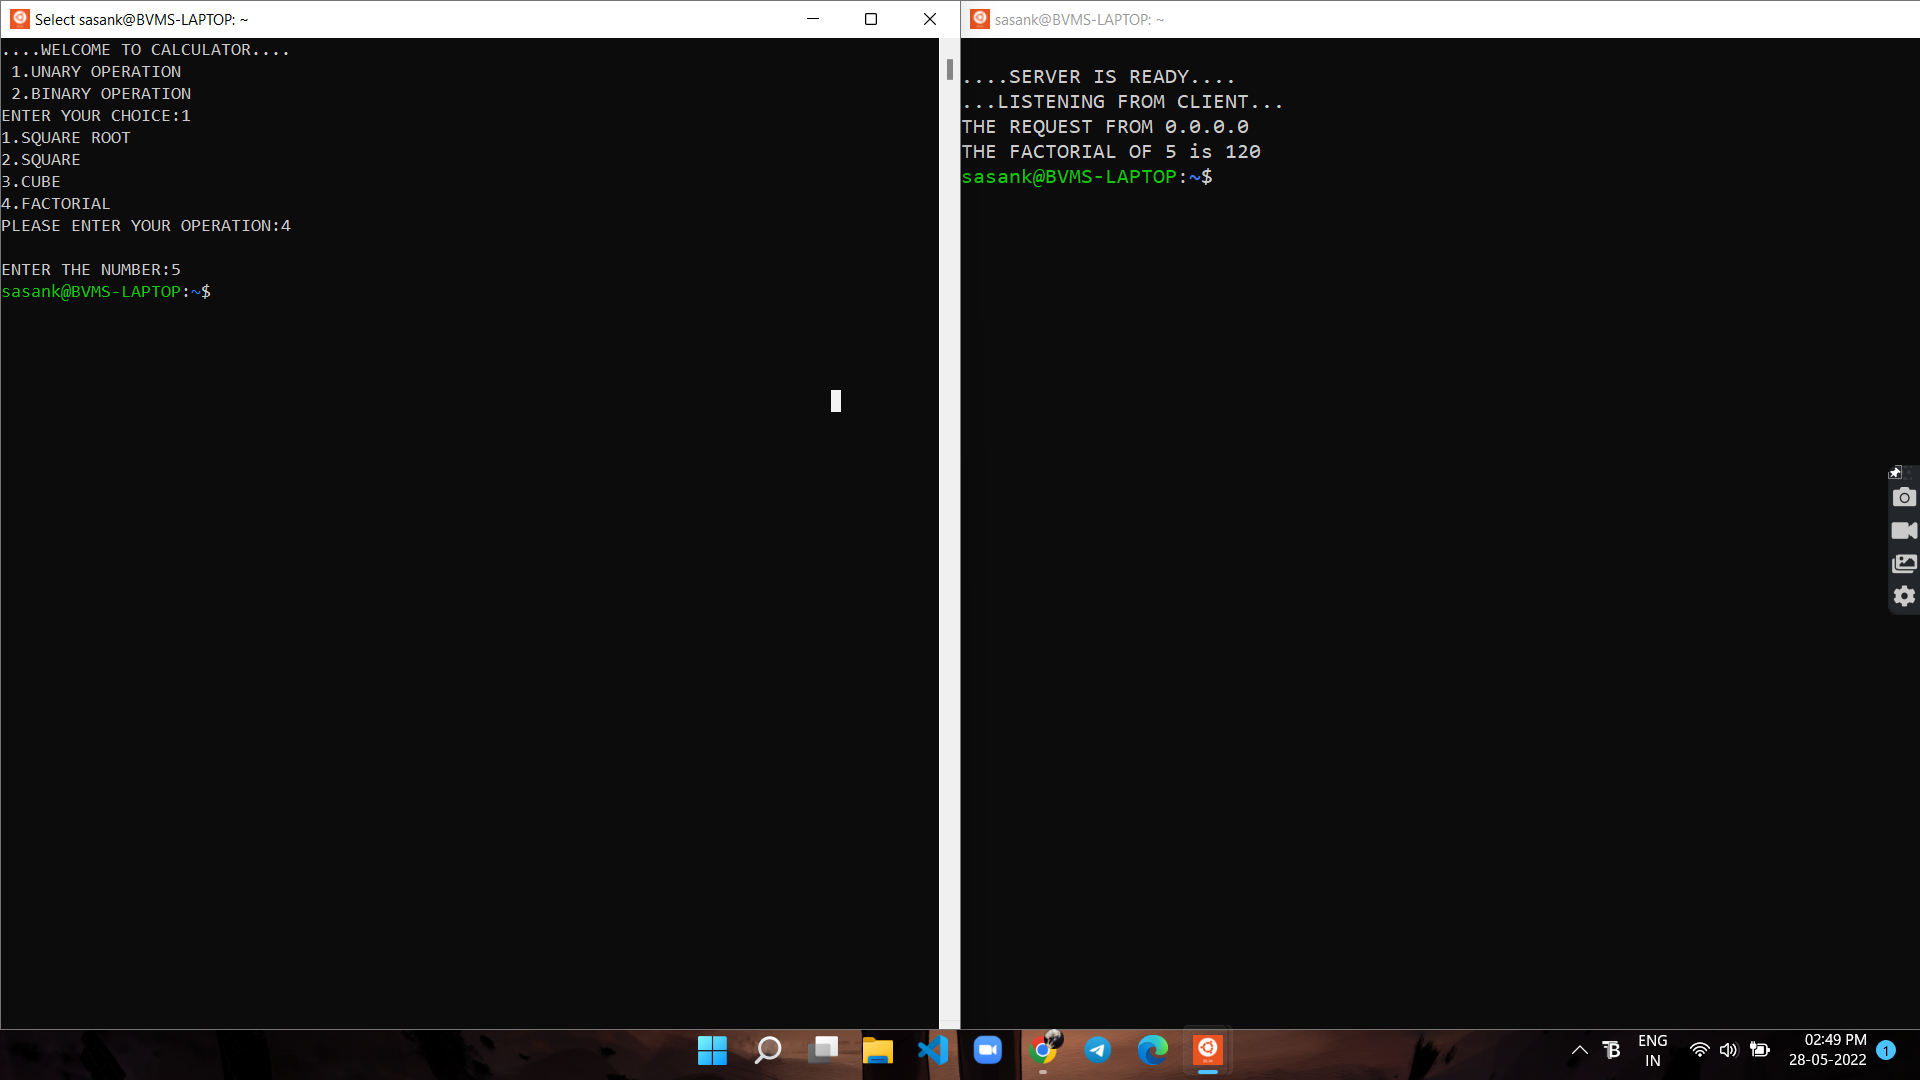 Select sasank@BVMS-LAPTOP: ~
....WELCOME TO CALCULATOR....
1.UNARY OPERATION
2.BINARY OPERATION
ENTER YOUR CHOICE:1
1.SQUARE ROOT
2.SQUARE
3.CUBE
4.FACTORIAL
PLEASE ENTER YOUR OPERATION:4
ENTER THE NUMBER:5
sasank@BVMS-LAPTOP:~$
sasank@BVMS-LAPTOP: ~
....SERVER IS READY....
...LISTENING FROM CLIENT...
THE REQUEST FROM 0.0.0.0
THE FACTORIAL OF 5 is 120
sasank@BVMS-LAPTOP:~$
ENG
IN
02:49 PM
28-05-2022
1